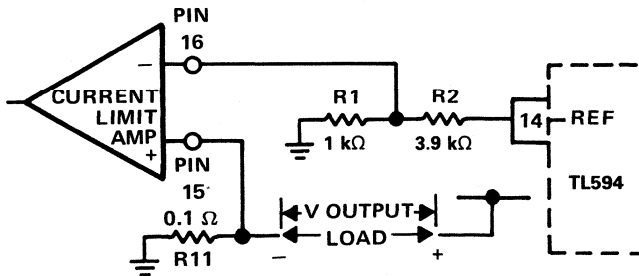 PIN
16
−
CURRENT
LIMIT
AMP
+
PIN
15
R1
1 kΩ
R2
3.9 kΩ
14
REF
TL594
0.1 Ω
R11
V OUTPUT
LOAD
−
+